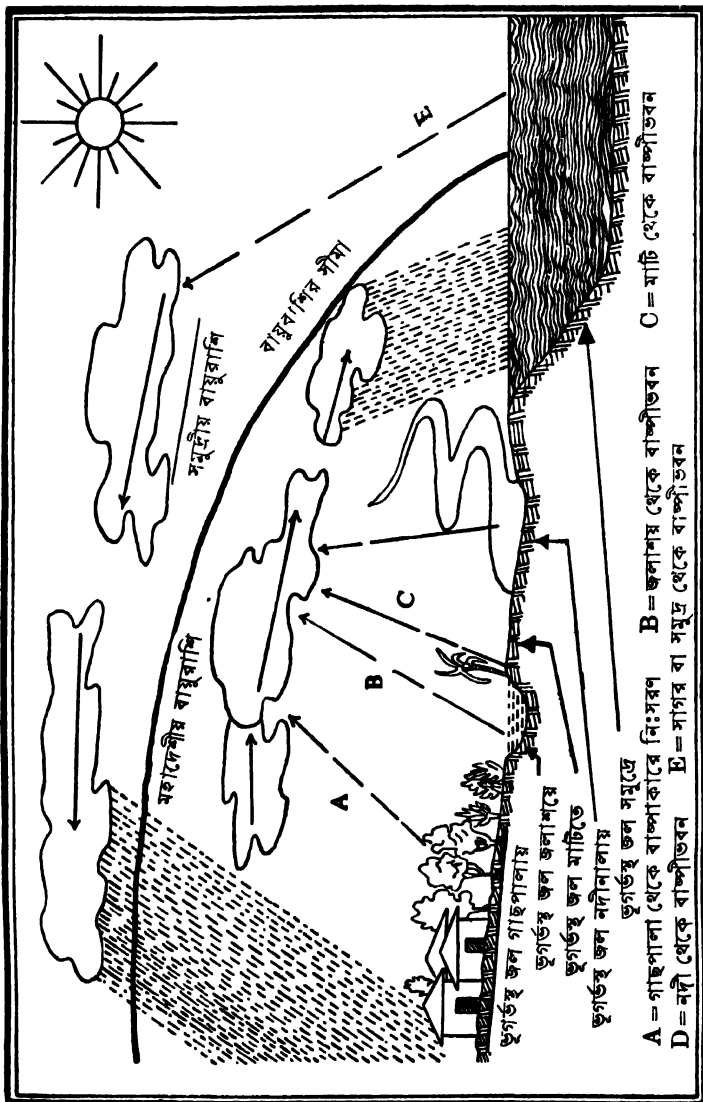 E
সমুদ্রীয় বায়ুরাশি
বায়ুরাশির সীমা
মহাদেশীয় বায়ুরাশি
A
B
C
ভূগর্ভস্থ জল গাছপালায়
ভূগর্ভস্থ জল জলাশয়ে
ভূগর্ভস্থ জল মাটিতে
ভূগর্ভস্থ জল নদীনালায়
ভূগর্ভস্থ জল সমুদ্রে
A = গাছপালা থেকে বাষ্পাকারে নিঃসরণ B = জলাশয় থেকে বাষ্পীভবন C = মাটি থেকে বাষ্পীভবন
D = নদী থেকে বাষ্পীভবন E = সাগর বা সমুদ্র থেকে বাষ্পীভবন